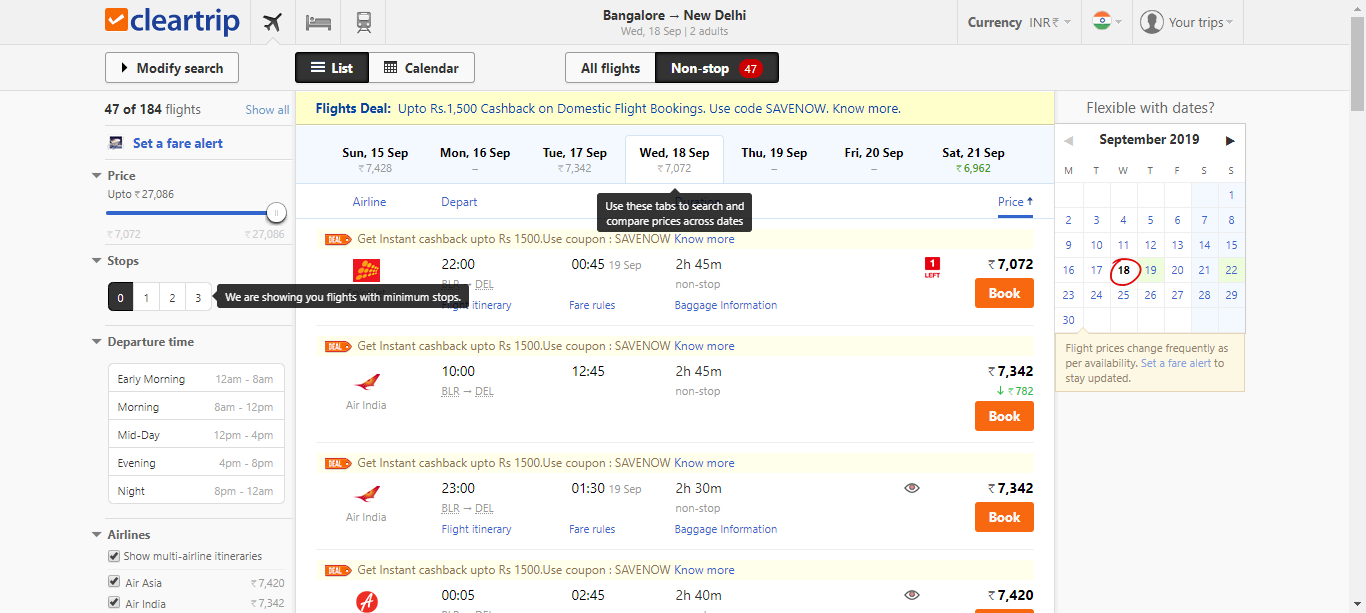 cleartrip
Bangalore → New Delhi
Wed, 18 Sep | 2 adults
Currency INR ₹
Your trips
Modify search
List
Calendar
All flights
Non-stop 47
47 of 184 flights
Show all
Set a fare alert
Price
Upto ₹ 27,086
₹ 7,072
₹ 27,086
Stops
0 1 2 3
We are showing you flights with minimum stops.
Departure time
Early Morning 12am - 8am
Morning 8am - 12pm
Mid-Day 12pm - 4pm
Evening 4pm - 8pm
Night 8pm - 12am
Airlines
Show multi-airline itineraries
Air Asia ₹ 7,420
Air India ₹ 7,342
Flights Deal: Upto Rs.1,500 Cashback on Domestic Flight Bookings. Use code SAVENOW. Know more.
Sun, 15 Sep Mon, 16 Sep Tue, 17 Sep Wed, 18 Sep Thu, 19 Sep Fri, 20 Sep Sat, 21 Sep
₹ 7,428 – ₹ 7,342 ₹ 7,072 – – ₹ 6,962
Use these tabs to search and
compare prices across dates
Airline Depart Price ↑
DEAL Get Instant cashback upto Rs 1500.Use coupon : SAVENOW Know more
22:00 00:45 19 Sep 2h 45m 1 LEFT ₹ 7,072
BLR → DEL non-stop
Book
Flight itinerary Fare rules Baggage Information
DEAL Get Instant cashback upto Rs 1500.Use coupon : SAVENOW Know more
10:00 12:45 2h 45m ₹ 7,342
BLR → DEL non-stop ↓ ₹ 782
Air India
Book
DEAL Get Instant cashback upto Rs 1500.Use coupon : SAVENOW Know more
23:00 01:30 19 Sep 2h 30m ₹ 7,342
BLR → DEL non-stop
Air India
Book
Flight itinerary Fare rules Baggage Information
DEAL Get Instant cashback upto Rs 1500.Use coupon : SAVENOW Know more
00:05 02:45 2h 40m ₹ 7,420
Flexible with dates?
September 2019
M T W T F S S
1
2 3 4 5 6 7 8
9 10 11 12 13 14 15
16 17 18 19 20 21 22
23 24 25 26 27 28 29
30
Flight prices change frequently as
per availability. Set a fare alert to
stay updated.